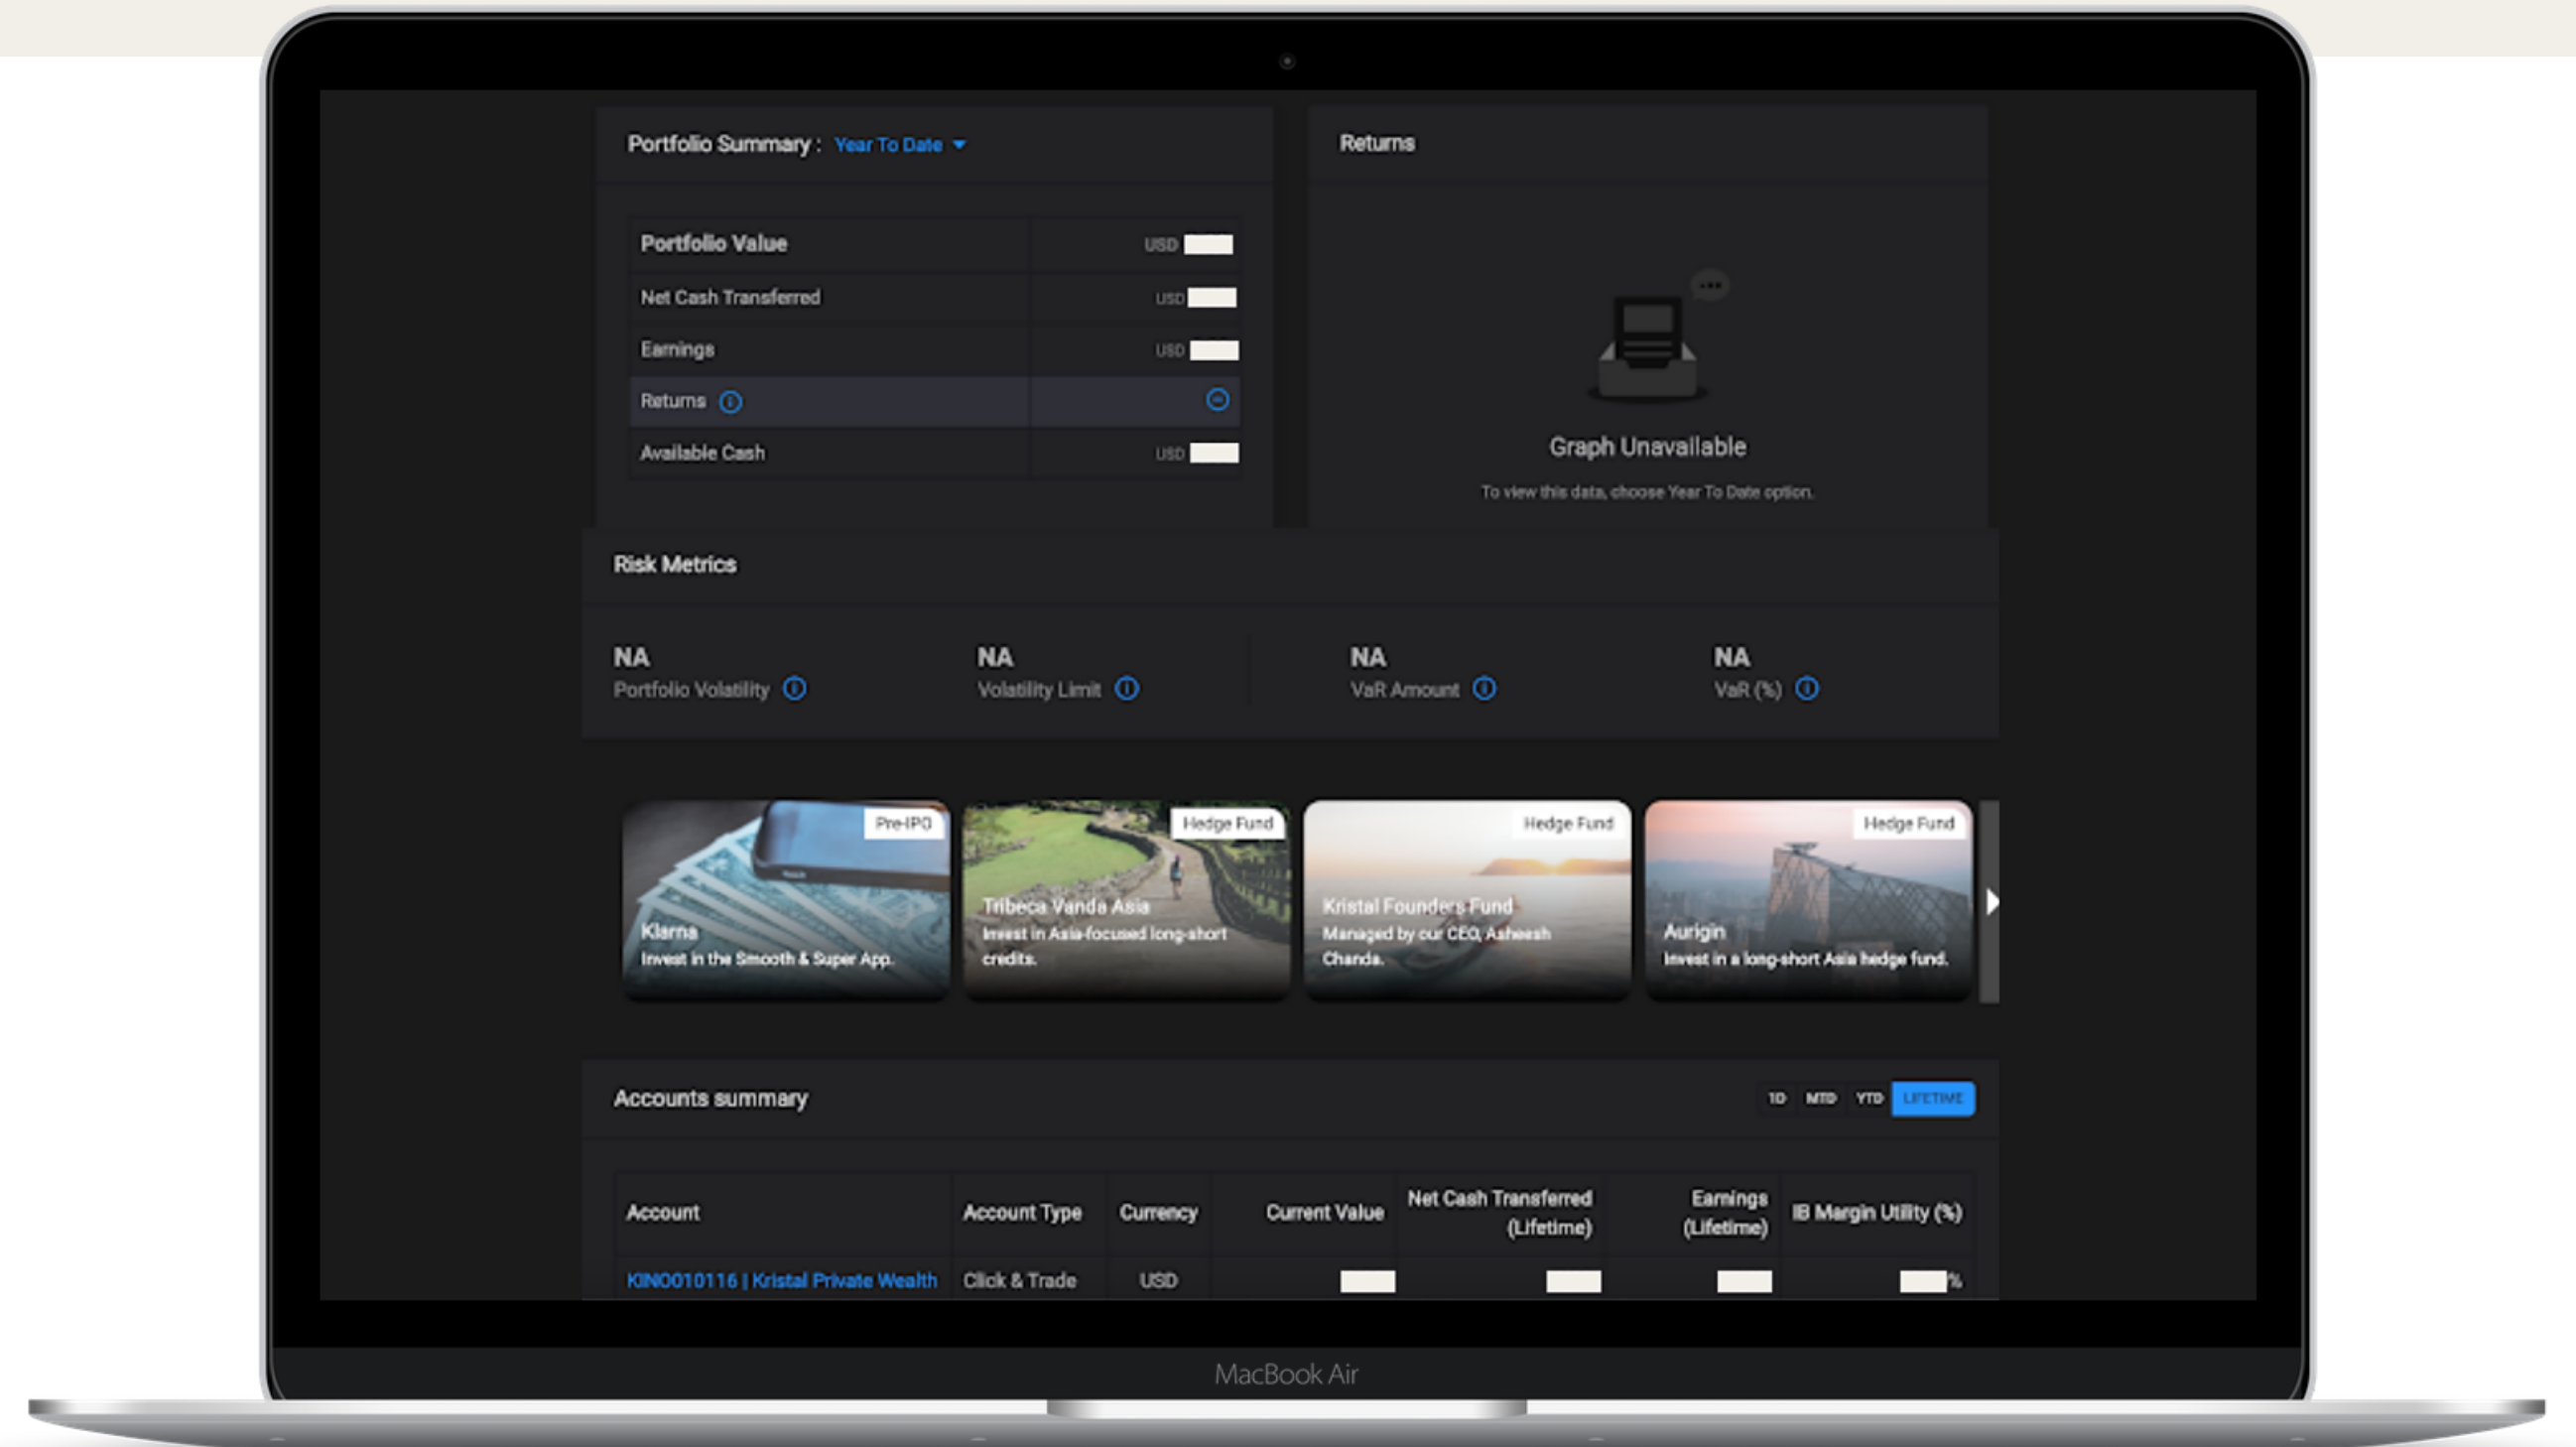 Portfolio Summary : Year To Date
Portfolio Value USD
Net Cash Transferred USD
Earnings USD
Returns
Available Cash USD
Returns
Graph Unavailable
To view this data, choose Year To Date option.
Risk Metrics
NA
Portfolio Volatility
NA
Volatility Limit
NA
VaR Amount
NA
VaR (%)
Pre-IPO
Klarna
Invest in the Smooth & Super App.
Hedge Fund
Tribeca Vanda Asia
Invest in Asia-focused long-short
credits.
Hedge Fund
Kristal Founders Fund
Managed by our CEO, Asheesh
Chanda.
Hedge Fund
Aurigin
Invest in a long-short Asia hedge fund.
Accounts summary
1D MTD YTD LIFETIME
Account
Account Type
Currency
Current Value
Net Cash Transferred
(Lifetime)
Earnings
(Lifetime)
IB Margin Utility (%)
KIN0010116 | Kristal Private Wealth Click & Trade USD %
MacBook Air